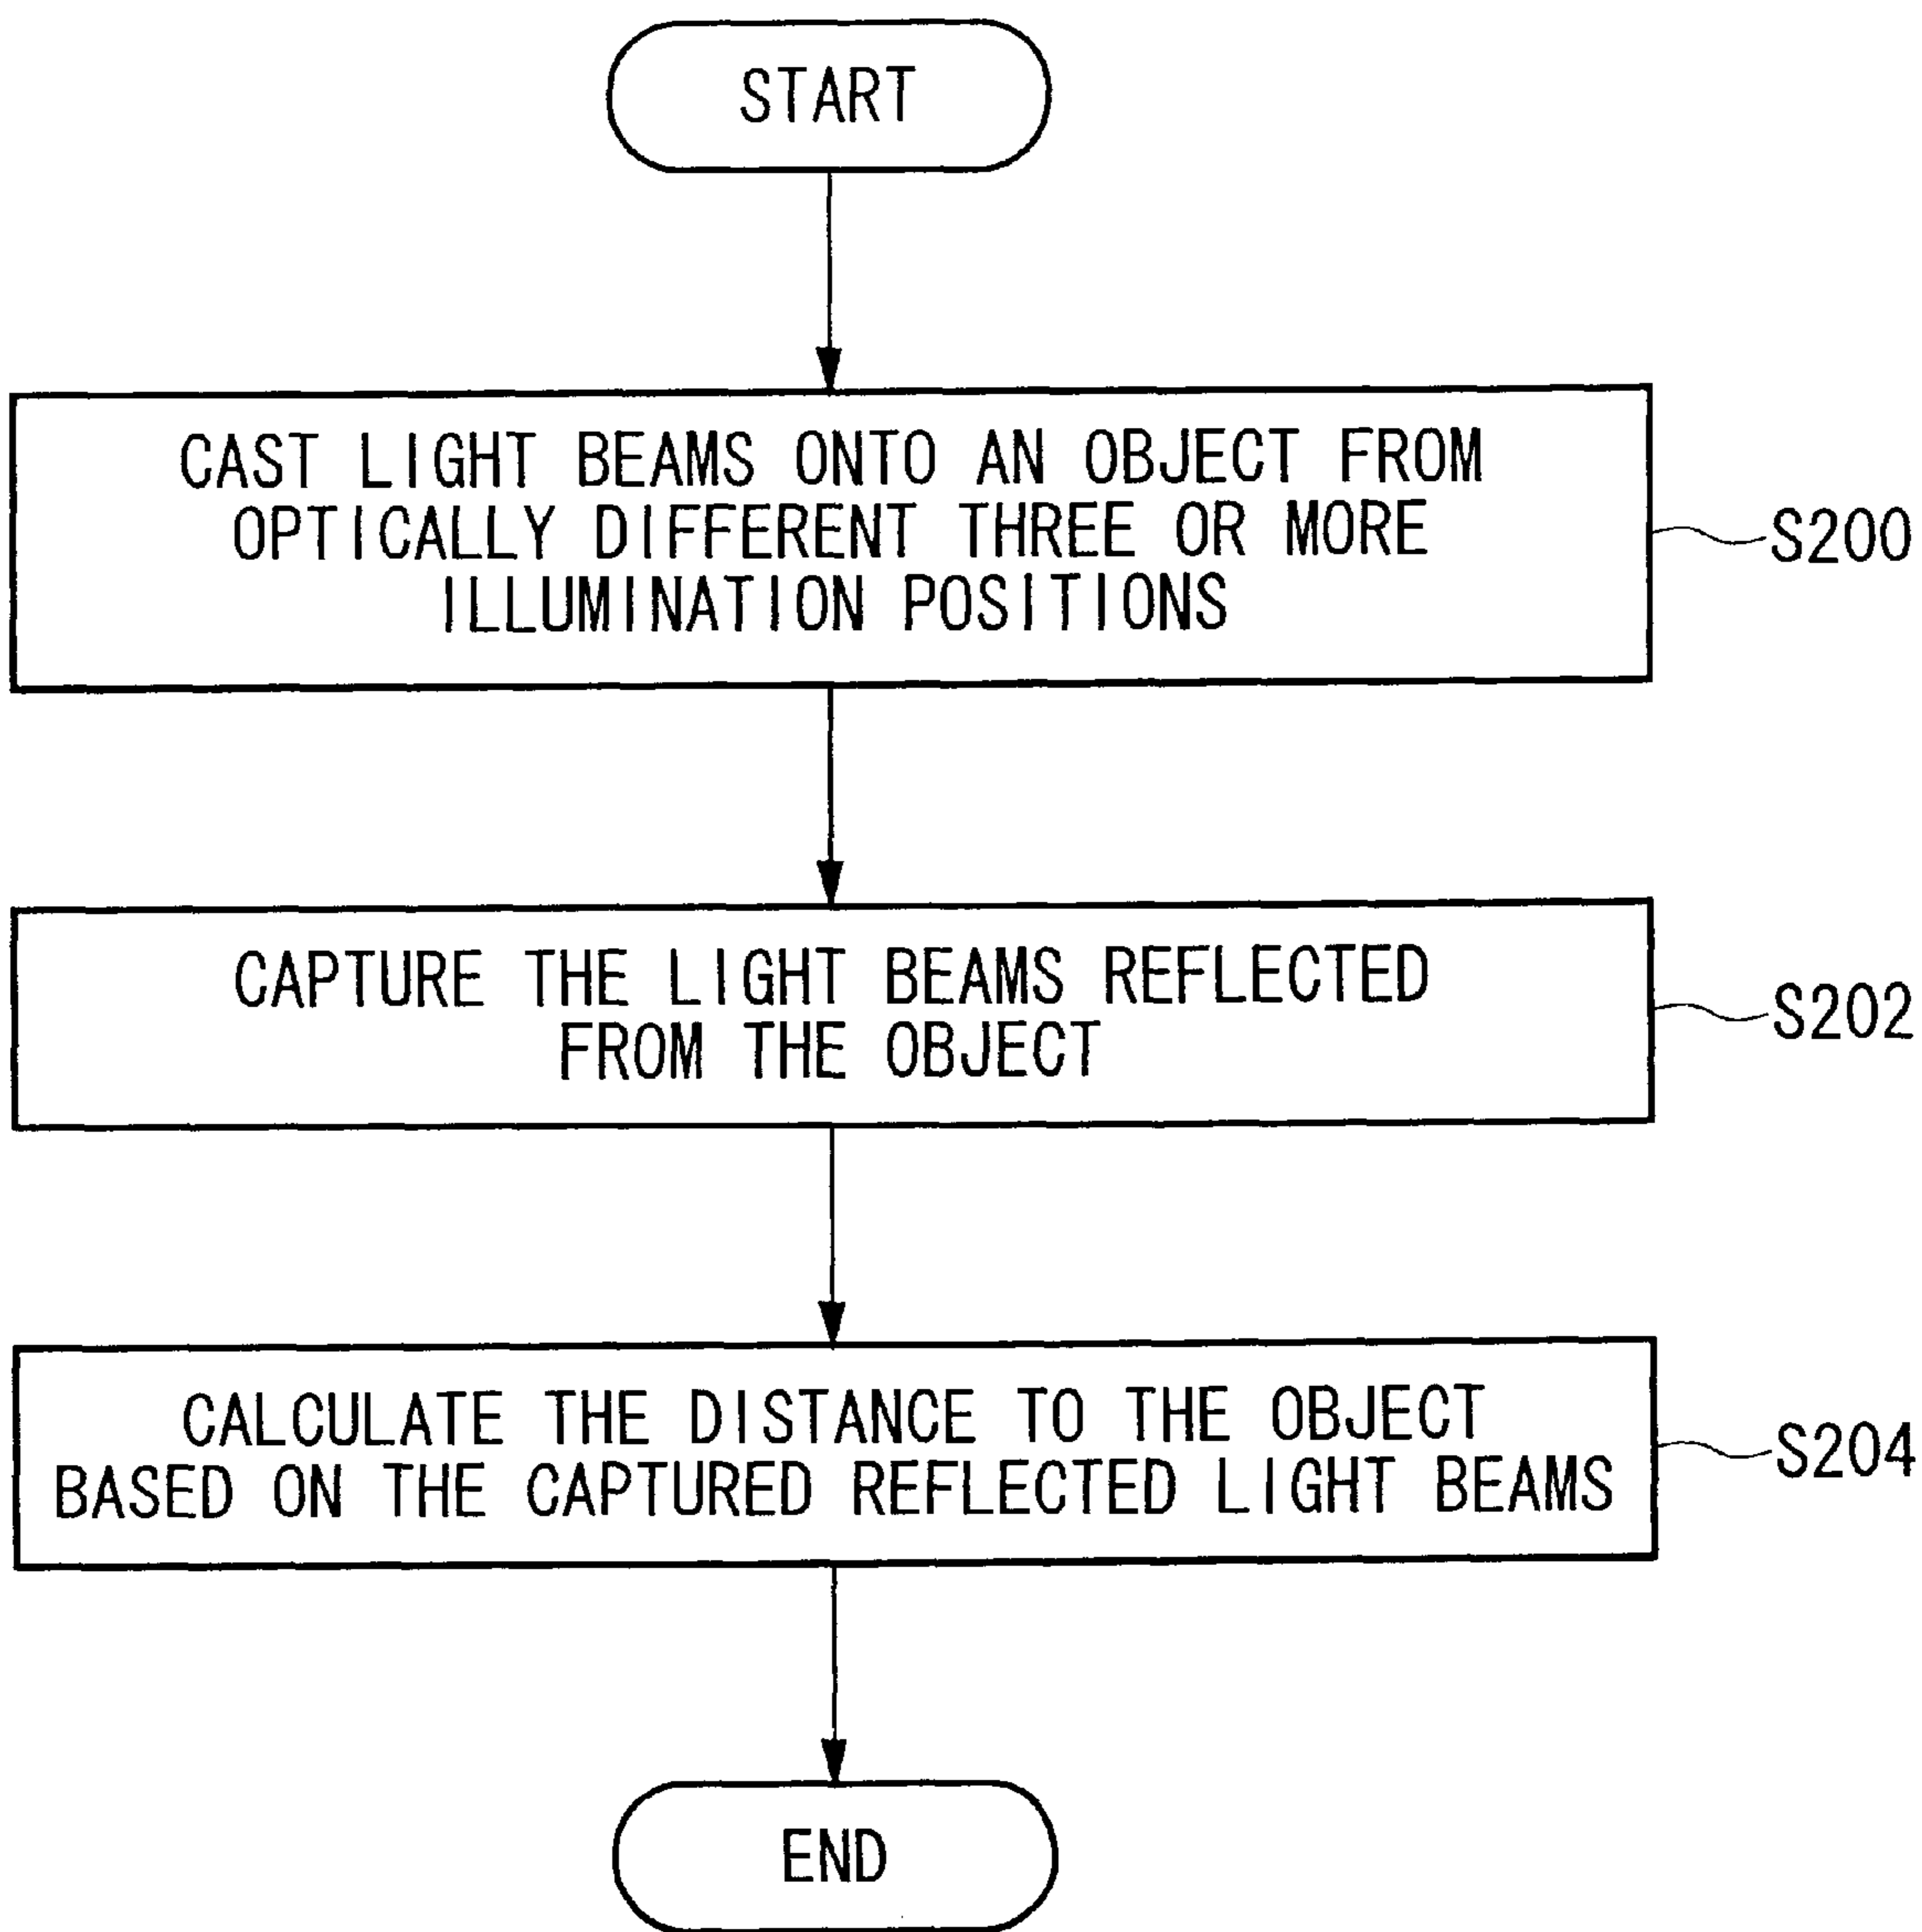 START
CAST LIGHT BEAMS ONTO AN OBJECT FROM
OPTICALLY DIFFERENT THREE OR MORE
ILLUMINATION POSITIONS
S200
CAPTURE THE LIGHT BEAMS REFLECTED
FROM THE OBJECT
S202
CALCULATE THE DISTANCE TO THE OBJECT
BASED ON THE CAPTURED REFLECTED LIGHT BEAMS
S204
END